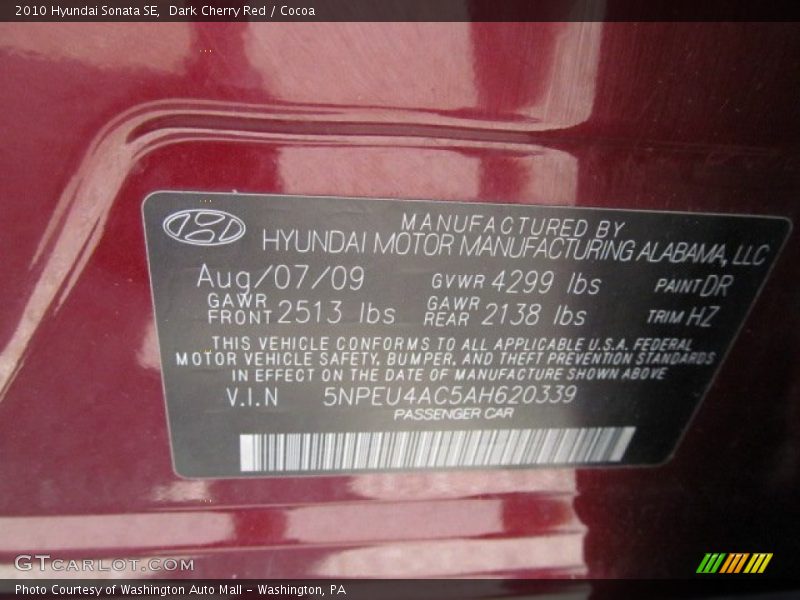 2010 Hyundai Sonata SE,  Dark Cherry Red / Cocoa
MANUFACTURED BY
HYUNDAI MOTOR MANUFACTURING ALABAMA, LLC
Aug/07/09 GVWR 4299 lbs PAINT DR
GAWR FRONT 2513 lbs GAWR REAR 2138 lbs TRIM HZ
THIS VEHICLE CONFORMS TO ALL APPLICABLE U.S.A. FEDERAL
MOTOR VEHICLE SAFETY, BUMPER, AND THEFT PREVENTION STANDARDS
IN EFFECT ON THE DATE OF MANUFACTURE SHOWN ABOVE
V.I.N 5NPEU4AC5AH620339
PASSENGER CAR
GTcarlot.com
Photo Courtesy of Washington Auto Mall - Washington, PA